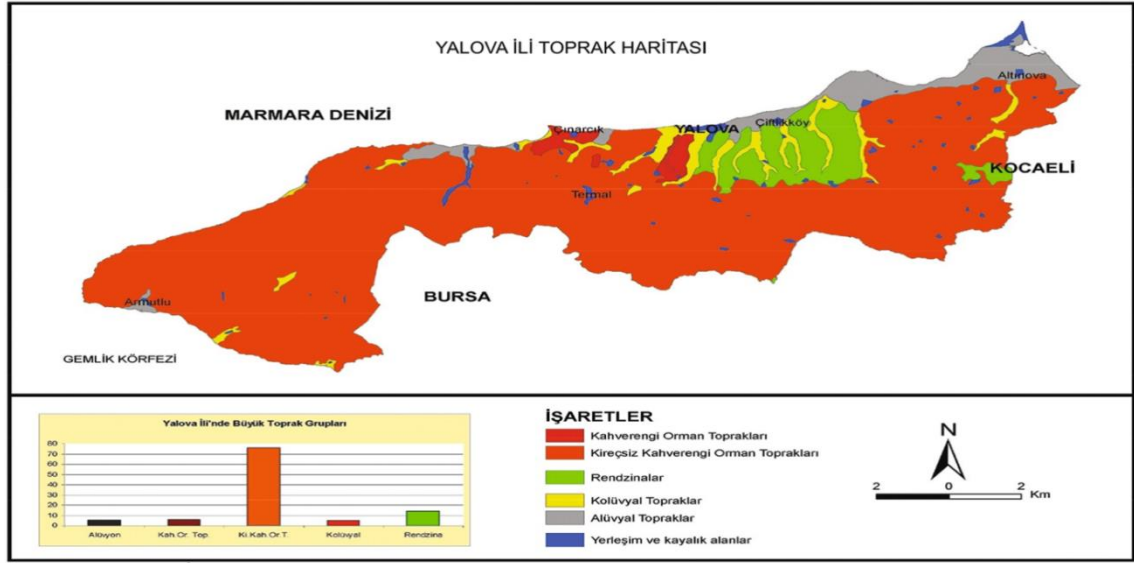 YALOVA İLİ TOPRAK HARİTASI
Altınova
MARMARA DENİZİ
Çınarcık
YALOVA
Çiftlikköy
KOCAELİ
Termal
BURSA
Armutlu
GEMLİK KÖRFEZİ
Yalova İli'nde Büyük Toprak Grupları
80
70
60
50
40
30
20
10
0
Alüvyon Kah.Or. Top. Ki.Kah.Or.T. Kolüvyal Rendzina
İŞARETLER
Kahverengi Orman Toprakları
Kireçsiz Kahverengi Orman Toprakları
Rendzinalar
Kolüvyal Topraklar
Alüvyal Topraklar
Yerleşim ve kayalık alanlar
N
2 0 2 Km